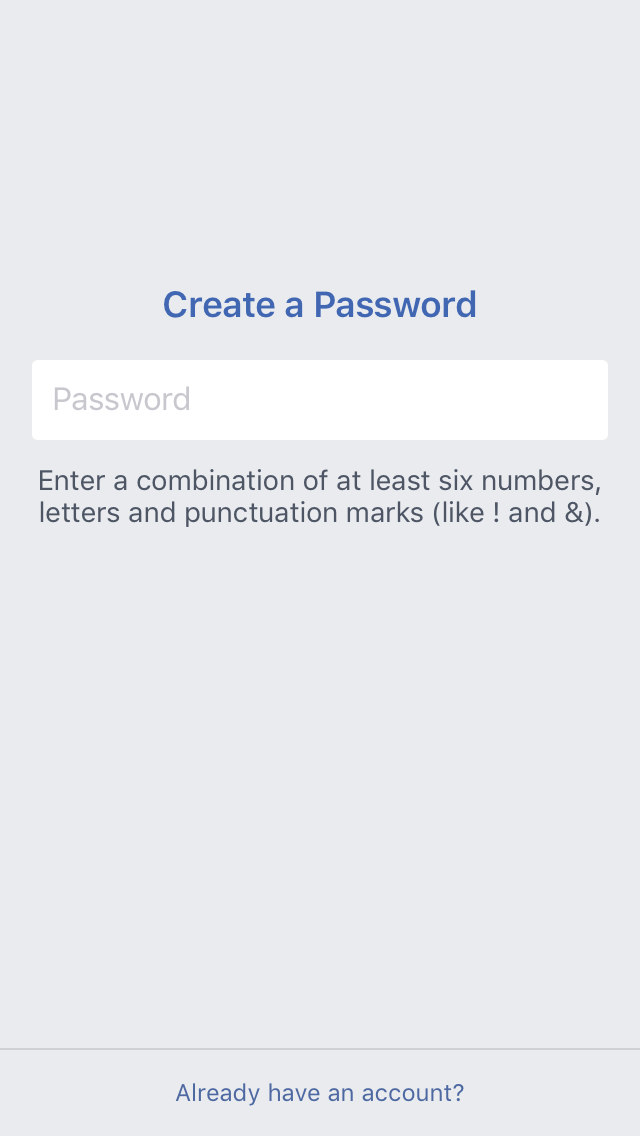 Create a Password
Password
Enter a combination of at least six numbers,
letters and punctuation marks (like ! and &).
Already have an account?